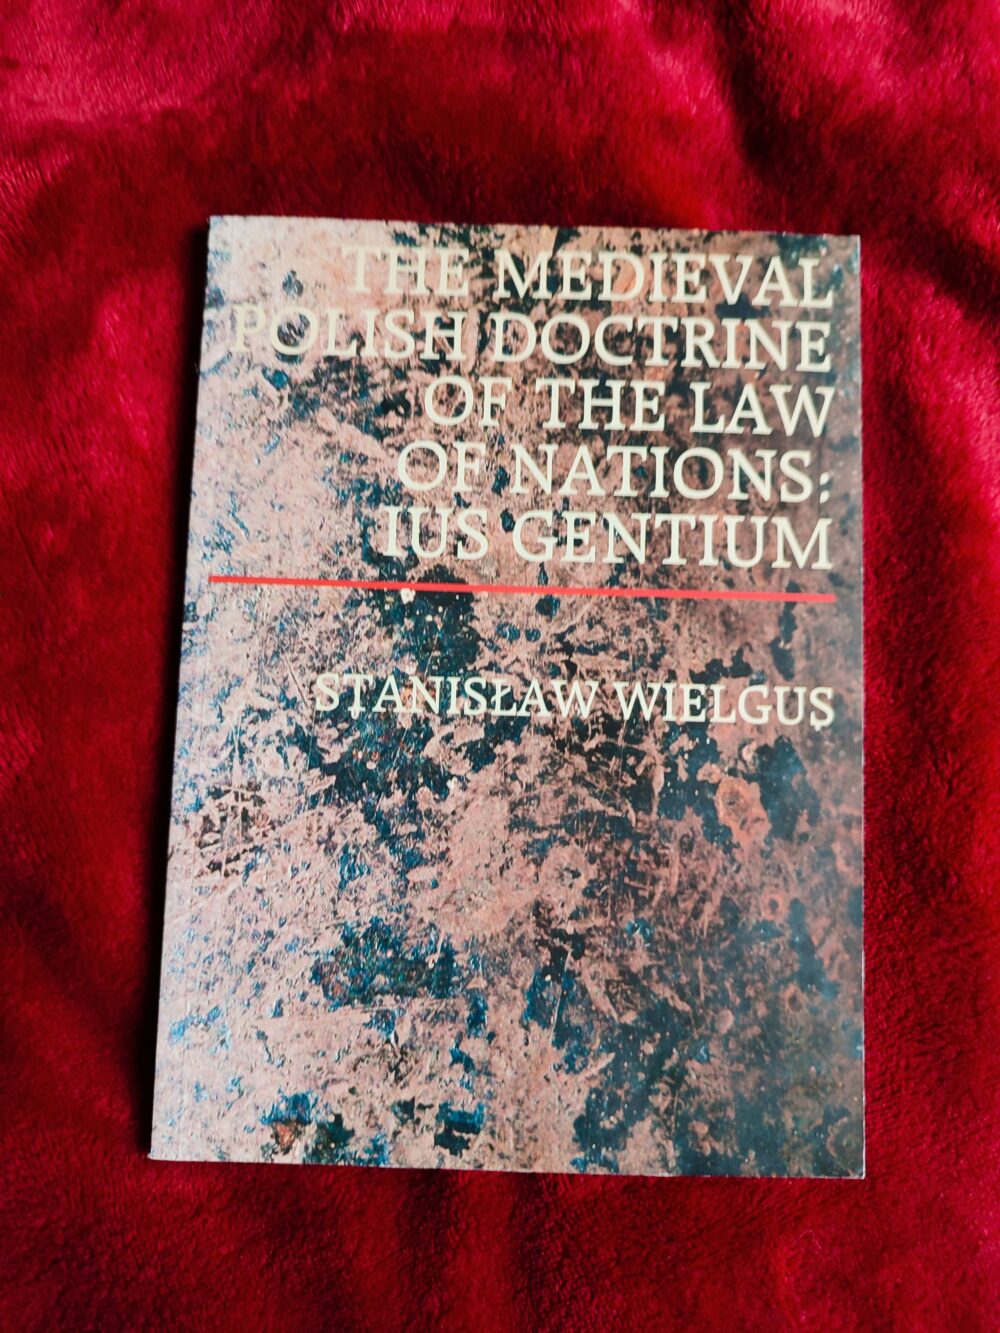 THE MEDIEVAL
POLISH DOCTRINE
OF THE LAW
OF NATIONS:
IUS GENTIUM
STANISŁAW WIELGUS